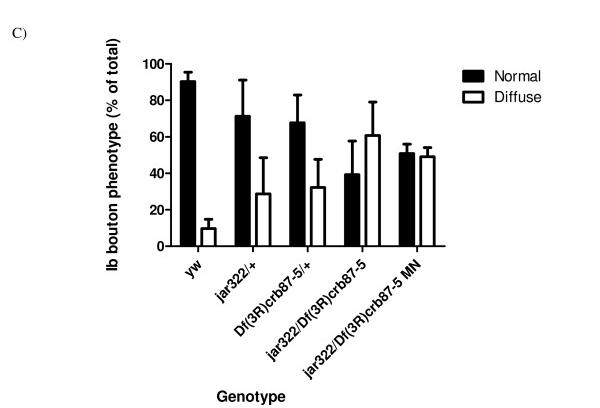 C)
Ib bouton phenotype (% of total)
100
80
60
40
20
0
Normal
Diffuse
yw
jar322/+
Df(3R)crb87-5/+
jar322/Df(3R)crb87-5
jar322/Df(3R)crb87-5 MN
Genotype